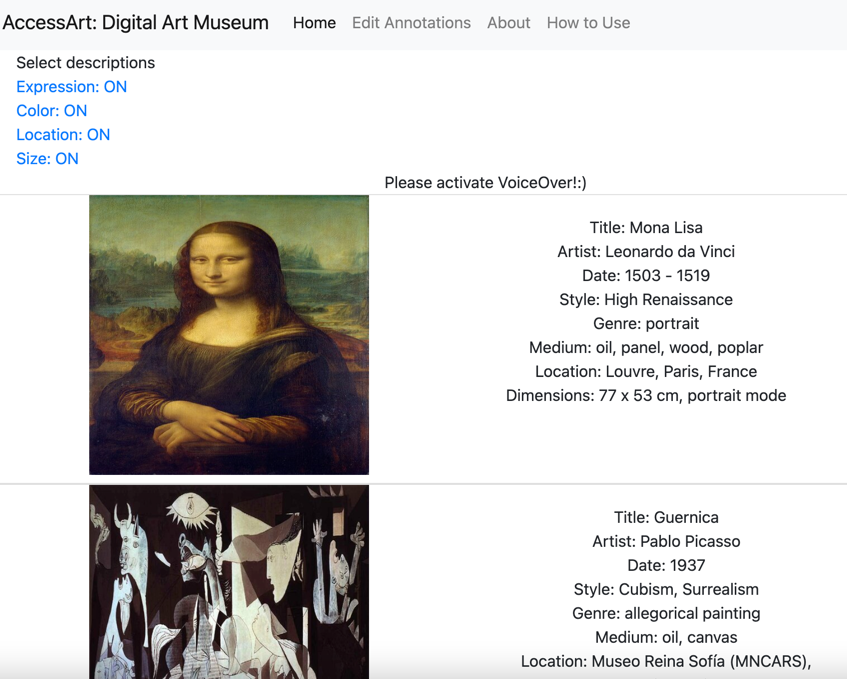 AccessArt: Digital Art Museum Home Edit Annotations About How to Use
Select descriptions
Expression: ON
Color: ON
Location: ON
Size: ON
Please activate VoiceOver!:)
Title: Mona Lisa
Artist: Leonardo da Vinci
Date: 1503 - 1519
Style: High Renaissance
Genre: portrait
Medium: oil, panel, wood, poplar
Location: Louvre, Paris, France
Dimensions: 77 x 53 cm, portrait mode
Title: Guernica
Artist: Pablo Picasso
Date: 1937
Style: Cubism, Surrealism
Genre: allegorical painting
Medium: oil, canvas
Location: Museo Reina Sofía (MNCARS),